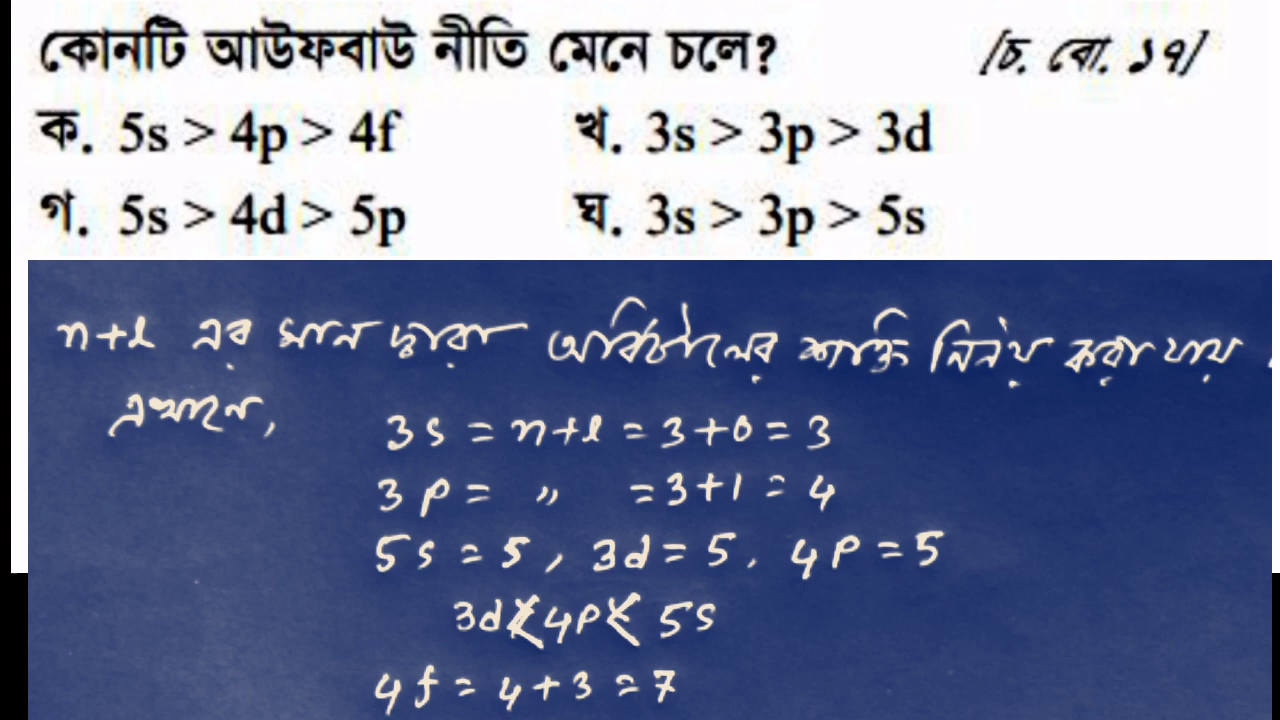 কোনটি আউফবাউ নীতি মেনে চলে? [চ. বো. ১৭]
ক. 5s > 4p > 4f খ. 3s > 3p > 3d
গ. 5s > 4d > 5p ঘ. 3s > 3p > 5s
n+l এর মান দ্বারা অরবিটালের শক্তি নির্নয় করা যায়।
এখানে,
3s = n+l = 3+0 = 3
3p = " = 3+1 = 4
5s = 5, 3d = 5, 4p = 5
3d < 4p < 5s
4f = 4+3 = 7